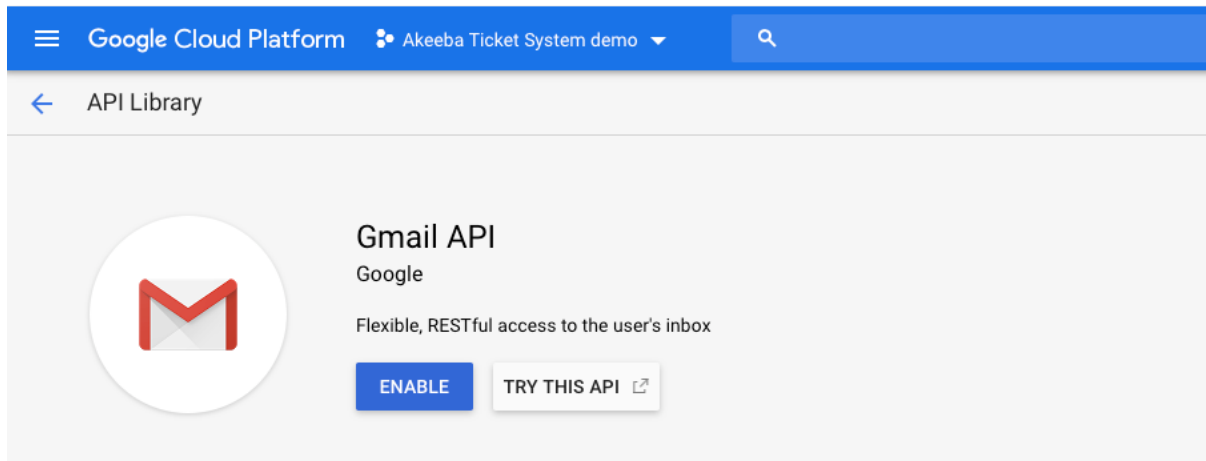 Google Cloud Platform Akeeba Ticket System demo
API Library
Gmail API
Google
Flexible, RESTful access to the user's inbox
ENABLE TRY THIS API